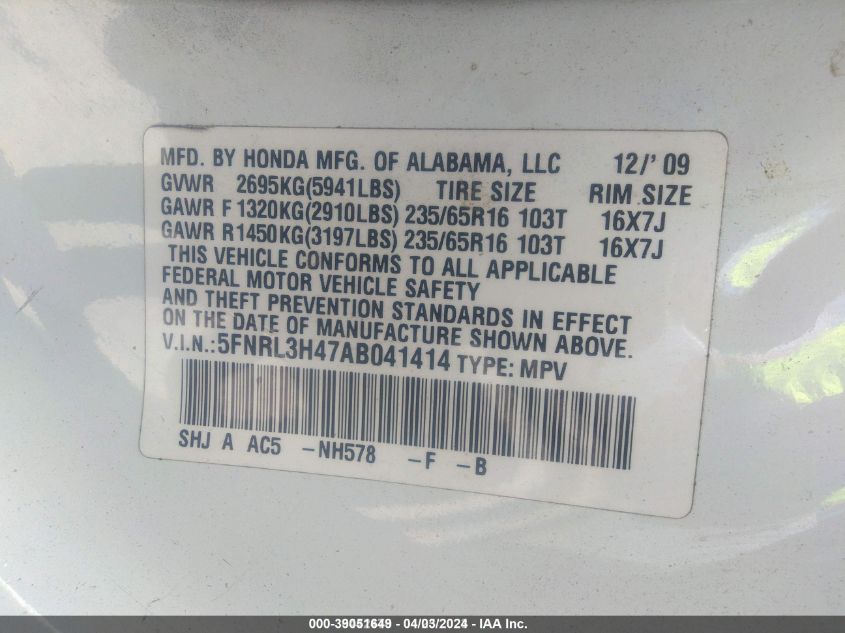 MFD. BY HONDA MFG. OF ALABAMA, LLC 12/' 09
GVWR 2695KG(5941LBS) TIRE SIZE RIM SIZE
GAWR F 1320KG(2910LBS) 235/65R16 103T 16X7J
GAWR R1450KG(3197LBS) 235/65R16 103T 16X7J
THIS VEHICLE CONFORMS TO ALL APPLICABLE
FEDERAL MOTOR VEHICLE SAFETY
AND THEFT PREVENTION STANDARDS IN EFFECT
ON THE DATE OF MANUFACTURE SHOWN ABOVE.
V.I.N.:5FNRL3H47AB041414 TYPE: MPV
SHJ A AC5 -NH578 -F -B
000-39051649 - 04/03/2024 - IAA Inc.